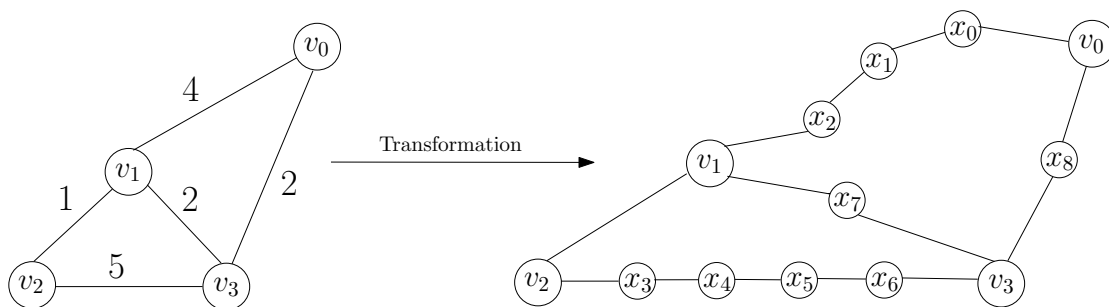 v₀
4
v₁
1
2
2
v₂
5
v₃
Transformation
x₀
v₀
x₁
x₂
v₁
x₈
x₇
v₂
x₃
x₄
x₅
x₆
v₃